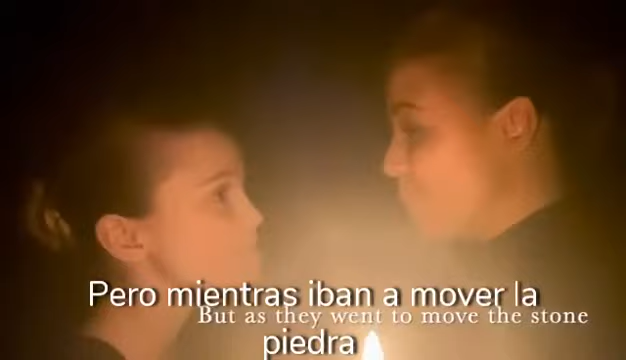 Pero mientras iban a mover la
But as they went to move the stone
piedra